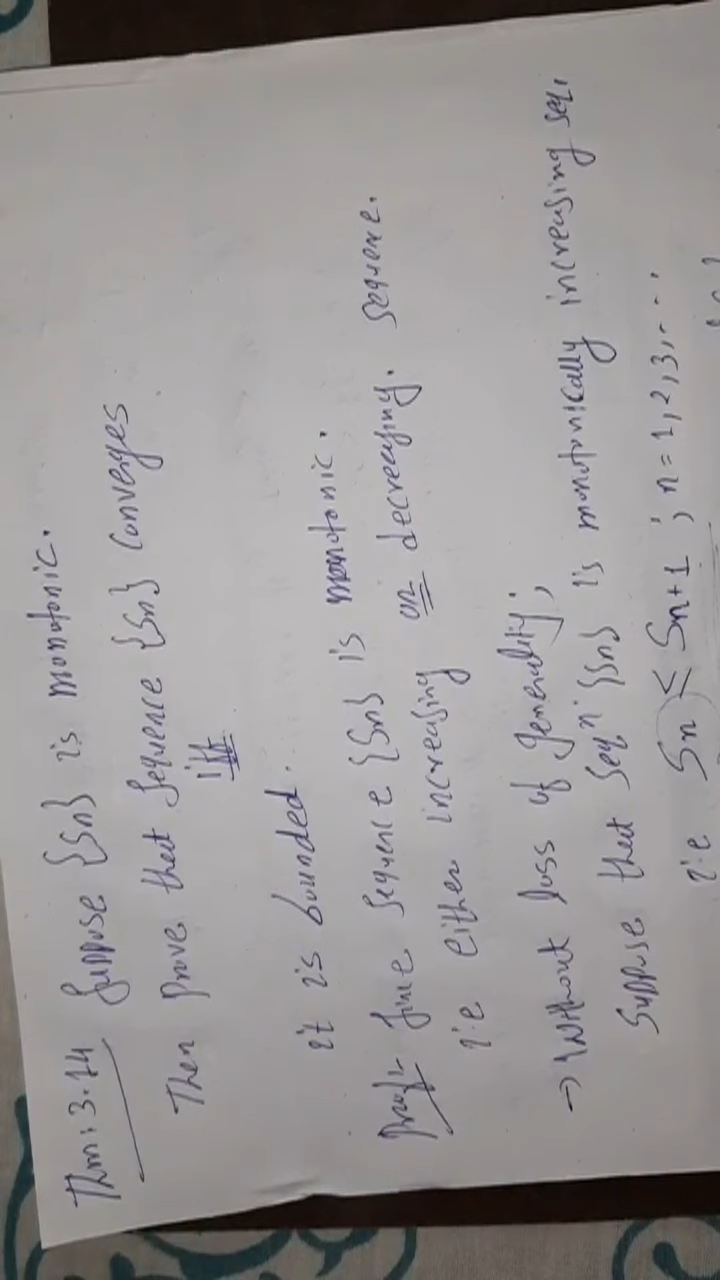 Thm: 3.14 Suppose {Sn} is monotonic.
Then prove that sequence {Sn} converges
iff
it is bounded.
Proof:- Since sequence {Sn} is monotonic.
i.e either increasing or decreasing. sequence.
→ Without loss of generality;
Suppose that seqⁿ {Sn} is monotonically increasing seq.
i.e Sn ≤ Sn+1 ; n = 1, 2, 3, ...